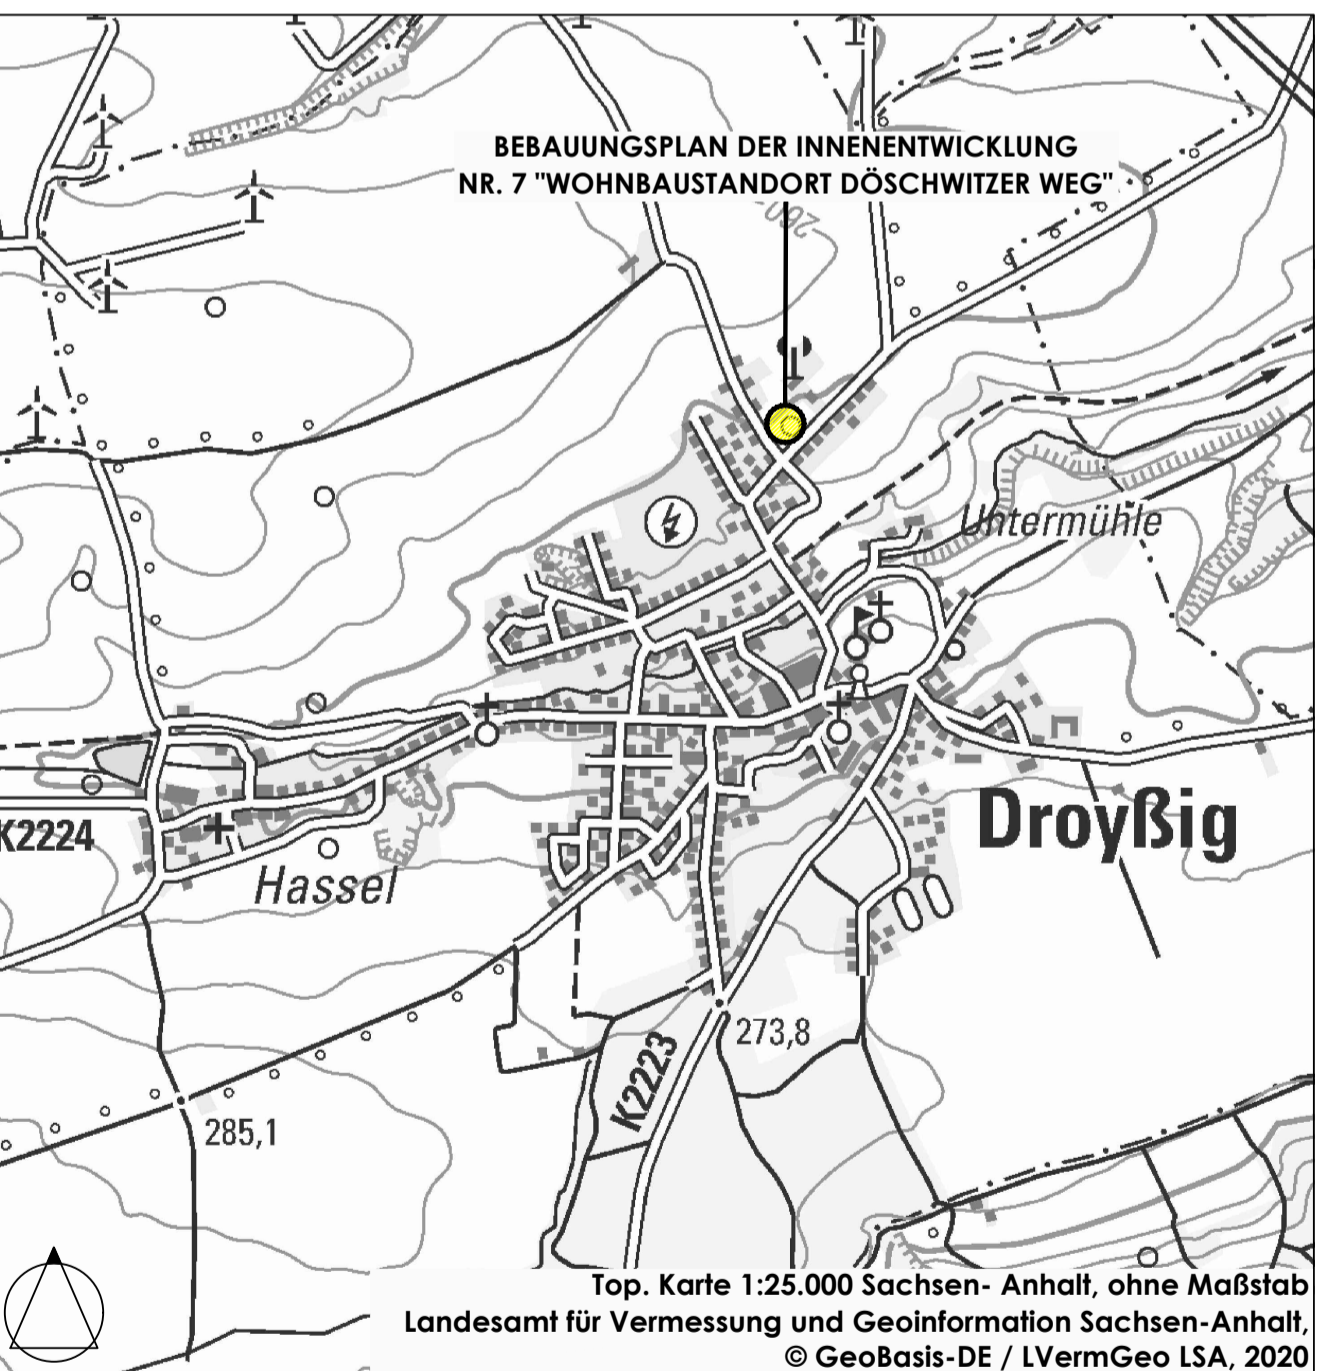 BEBAUUNGSPLAN DER INNENENTWICKLUNG
NR. 7 "WOHNBAUSTANDORT DÖSCHWITZER WEG"
260
Untermühle
Droyßig
K2224
Hassel
273,8
K2223
285,1
Top. Karte 1:25.000 Sachsen- Anhalt, ohne Maßstab
Landesamt für Vermessung und Geoinformation Sachsen-Anhalt,
© GeoBasis-DE / LVermGeo LSA, 2020